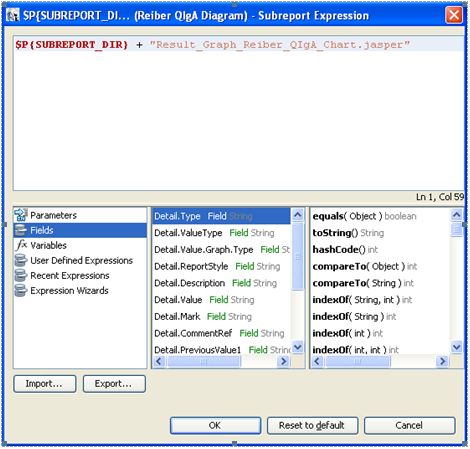 $P{SUBREPORT_DI... (Reiber QIgA Diagram) - Subreport Expression
$P{SUBREPORT_DIR} + "Result_Graph_Reiber_QIgA_Chart.jasper"
Ln 1, Col 59
Parameters
Fields
Variables
User Defined Expressions
Recent Expressions
Expression Wizards
Detail.Type Field String
Detail.ValueType Field String
Detail.Value.Graph.Type Field
Detail.ReportStyle Field String
Detail.Description Field String
Detail.Value Field String
Detail.Mark Field String
Detail.CommentRef Field String
Detail.PreviousValue1 Field
equals( Object ) boolean
toString() String
hashCode() int
compareTo( Object ) int
compareTo( String ) int
indexOf( String, int ) int
indexOf( String ) int
indexOf( int ) int
indexOf( int, int ) int
Import...
Export...
OK
Reset to default
Cancel